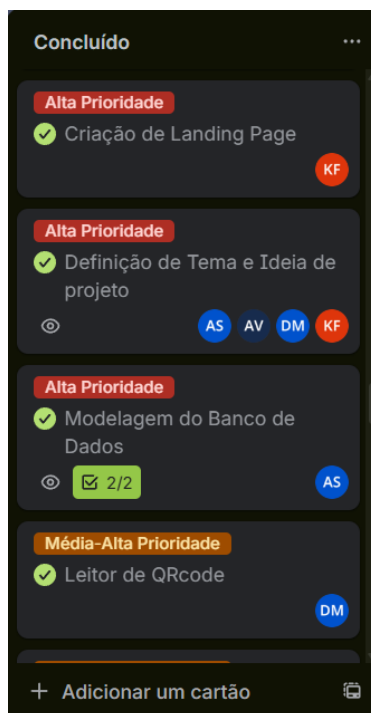 Concluído
Alta Prioridade
Criação de Landing Page
KF
Alta Prioridade
Definição de Tema e Ideia de
projeto
AS AV DM KF
Alta Prioridade
Modelagem do Banco de
Dados
2/2
AS
Média-Alta Prioridade
Leitor de QRcode
DM
+ Adicionar um cartão